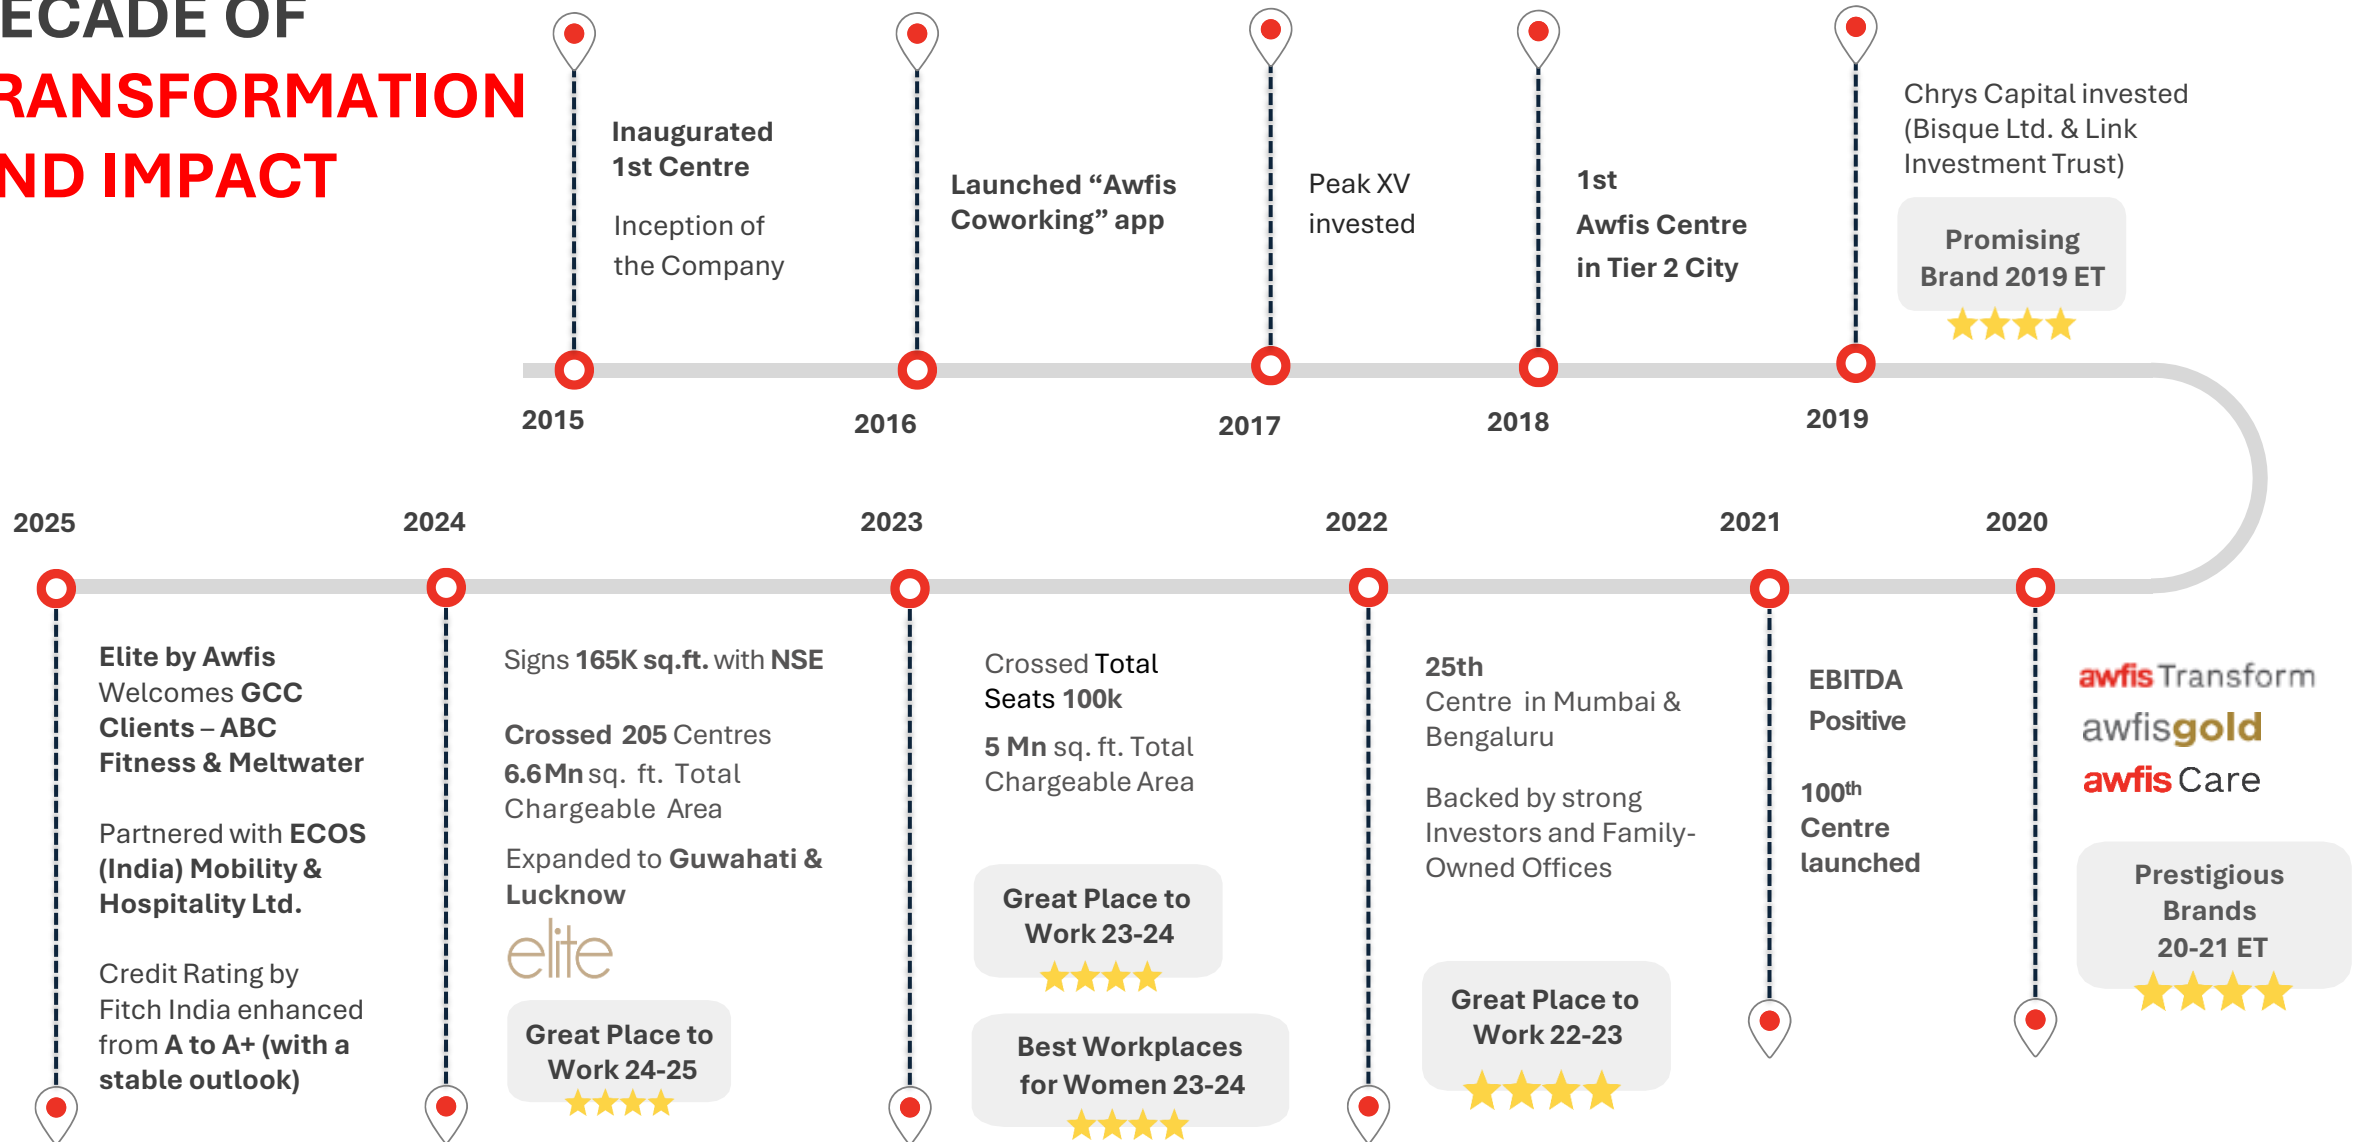 ECADE OF
RANSFORMATION
ND IMPACT
Inaugurated
1st Centre
Inception of
the Company
2015
Launched “Awfis
Coworking” app
2016
Peak XV
invested
2017
1st
Awfis Centre
in Tier 2 City
2018
Chrys Capital invested
(Bisque Ltd. & Link
Investment Trust)
Promising
Brand 2019 ET
2019
2020
awfis Transform
awfisgold
awfis Care
Prestigious
Brands
20-21 ET
2021
EBITDA
Positive
100th
Centre
launched
2022
25th
Centre in Mumbai &
Bengaluru
Backed by strong
Investors and Family-
Owned Offices
Great Place to
Work 22-23
2023
Crossed Total
Seats 100k
5 Mn sq. ft. Total
Chargeable Area
Great Place to
Work 23-24
Best Workplaces
for Women 23-24
2024
Signs 165K sq.ft. with NSE
Crossed 205 Centres
6.6Mn sq. ft. Total
Chargeable Area
Expanded to Guwahati &
Lucknow
elite
Great Place to
Work 24-25
2025
Elite by Awfis
Welcomes GCC
Clients – ABC
Fitness & Meltwater
Partnered with ECOS
(India) Mobility &
Hospitality Ltd.
Credit Rating by
Fitch India enhanced
from A to A+ (with a
stable outlook)